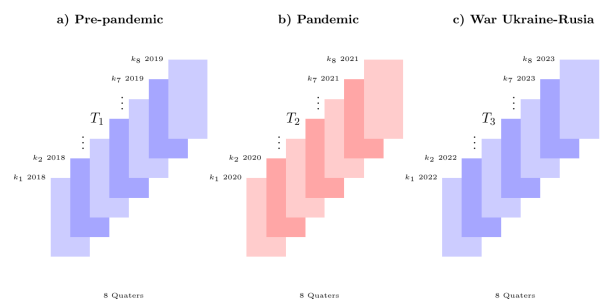 a) Pre-pandemic
k8 2019
k7 2019
⋮
T1
⋮
k2 2018
k1 2018
8 Quaters
b) Pandemic
k8 2021
k7 2021
⋮
T2
⋮
k2 2020
k1 2020
8 Quaters
c) War Ukraine-Rusia
k8 2023
k7 2023
⋮
T3
⋮
k2 2022
k1 2022
8 Quaters